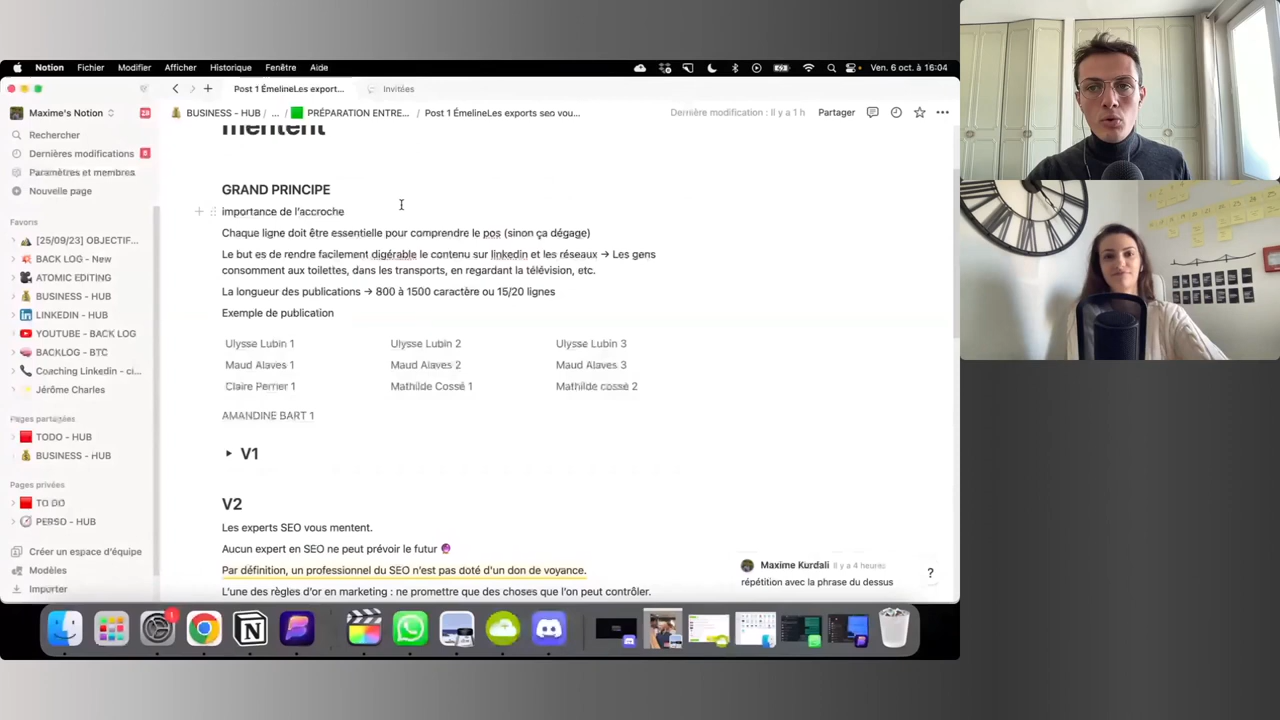 Notion Fichier Modifier Afficher Historique Fenêtre Aide Ven. 6 oct. à 16:04
Post 1 ÉmelineLes export... Invitées
Maxime's Notion 28 BUSINESS - HUB / ... / PRÉPARATION ENTRE... / Post 1 ÉmelineLes exports seo vou... Dernière modification : Il y a 1 h Partager
Rechercher
Dernières modifications 8
Paramètres et membres
Nouvelle page
Favoris
[25/09/23] OBJECTIF...
BACK LOG - New
ATOMIC EDITING
BUSINESS - HUB
LINKEDIN - HUB
YOUTUBE - BACK LOG
BACKLOG - BTC
Coaching Linkedin - ci...
Jérôme Charles
Pages partagées
TODO - HUB
BUSINESS - HUB
Pages privées
TO DO
PERSO - HUB
Créer un espace d'équipe
Modèles
Importer
mentent
GRAND PRINCIPE
importance de l'accroche
Chaque ligne doit être essentielle pour comprendre le pos (sinon ça dégage)
Le but es de rendre facilement digérable le contenu sur linkedin et les réseaux → Les gens
consomment aux toilettes, dans les transports, en regardant la télévision, etc.
La longueur des publications → 800 à 1500 caractère ou 15/20 lignes
Exemple de publication
Ulysse Lubin 1 Ulysse Lubin 2 Ulysse Lubin 3
Maud Alaves 1 Maud Alaves 2 Maud Alaves 3
Claire Perrier 1 Mathilde Cossé 1 Mathilde cossé 2
AMANDINE BART 1
V1
V2
Les experts SEO vous mentent.
Aucun expert en SEO ne peut prévoir le futur 🔮
Par définition, un professionnel du SEO n'est pas doté d'un don de voyance.
L'une des règles d'or en marketing : ne promettre que des choses que l'on peut contrôler.
Maxime Kurdali Il y a 4 heures
répétition avec la phrase du dessus
?
1